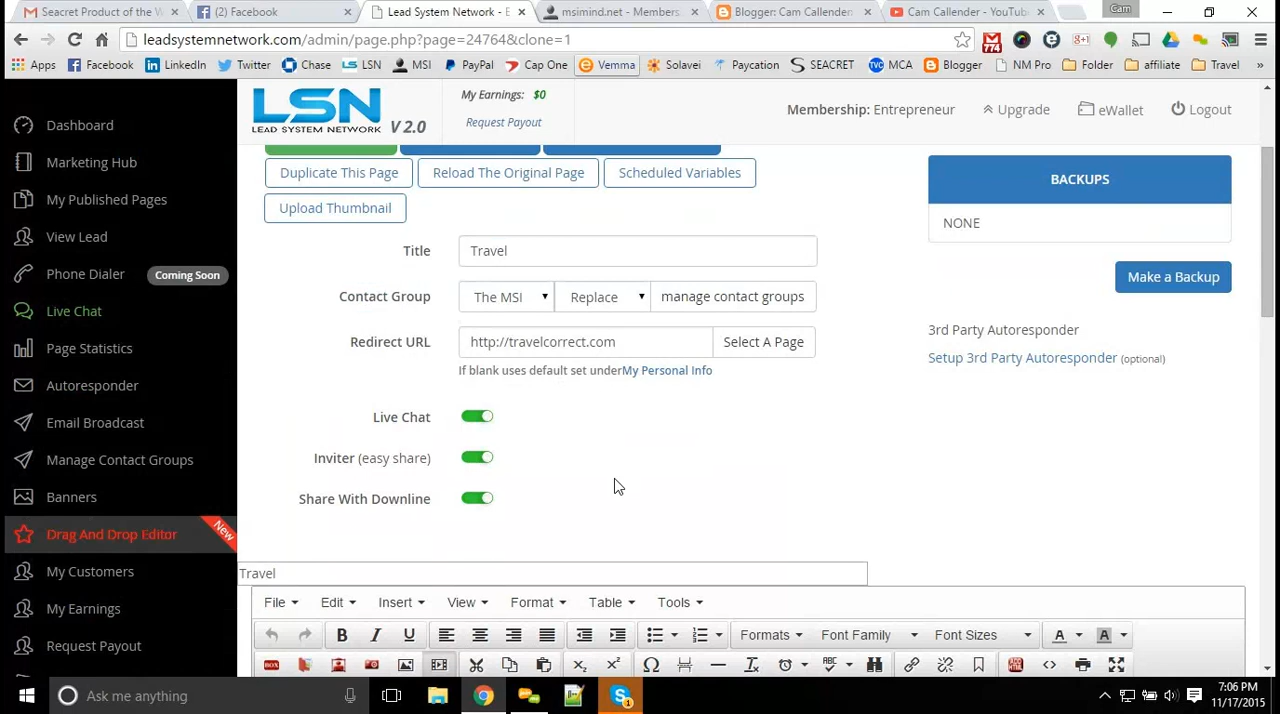 Seacret Product of the W
(2) Facebook
Lead System Network - E
msimind.net - Members
Blogger: Cam Callender
Cam Callender - YouTub
Cam
leadsystemnetwork.com/admin/page.php?page=24764&clone=1
774
Apps Facebook LinkedIn Twitter Chase LSN MSI PayPal Cap One Vemma Solavei Paycation SEACRET MCA Blogger NM Pro Folder affiliate Travel »
LSN
LEAD SYSTEM NETWORK V 2.0
My Earnings: $0
Request Payout
Membership: Entrepreneur Upgrade eWallet Logout
Dashboard
Marketing Hub
My Published Pages
View Lead
Phone Dialer Coming Soon
Live Chat
Page Statistics
Autoresponder
Email Broadcast
Manage Contact Groups
Banners
Drag And Drop Editor New
My Customers
My Earnings
Request Payout
Duplicate This Page Reload The Original Page Scheduled Variables
Upload Thumbnail
Title Travel
Contact Group The MSI Replace manage contact groups
Redirect URL http://travelcorrect.com Select A Page
If blank uses default set underMy Personal Info
Live Chat
Inviter (easy share)
Share With Downline
BACKUPS
NONE
Make a Backup
3rd Party Autoresponder
Setup 3rd Party Autoresponder (optional)
Travel
File Edit Insert View Format Table Tools
B I U Formats Font Family Font Sizes A A
Ask me anything
7:06 PM
11/17/2015